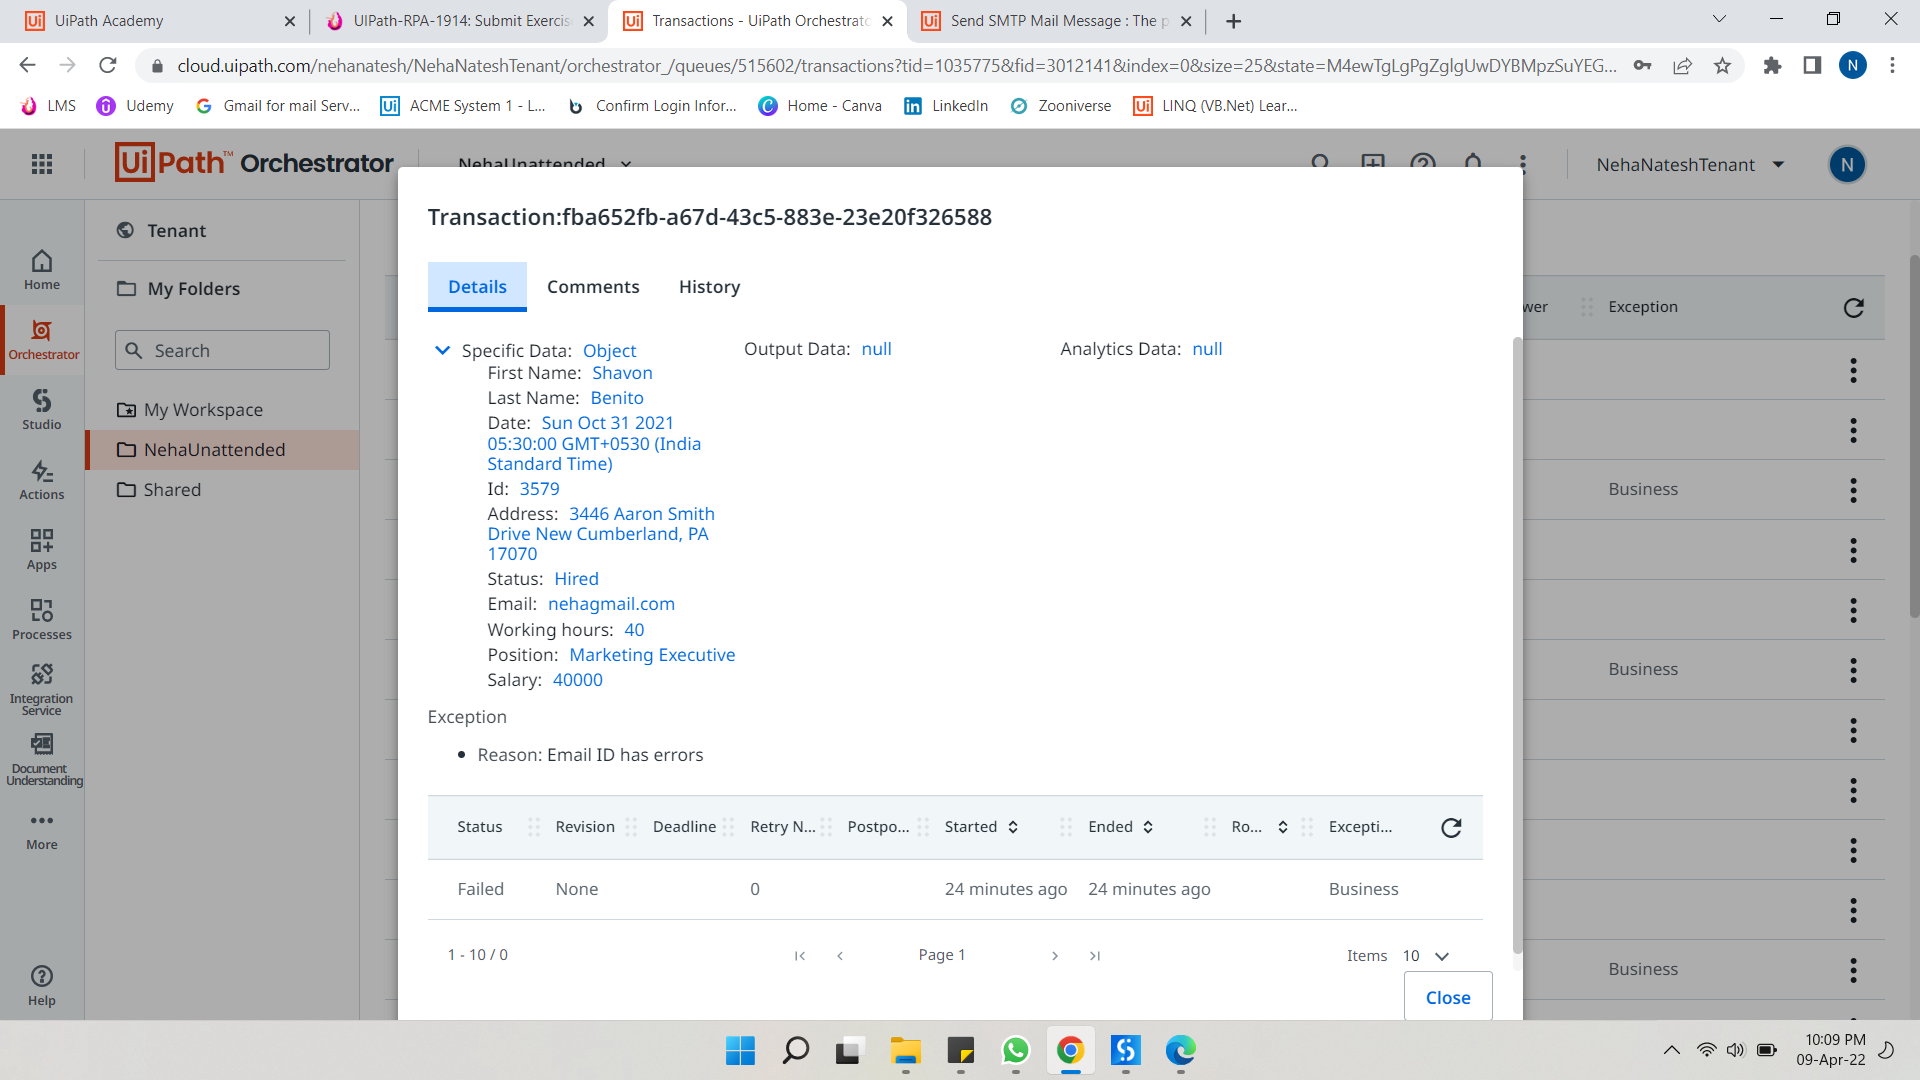 UiPath Academy
UIPath-RPA-1914: Submit Exercis
Transactions - UiPath Orchestrato
Send SMTP Mail Message : The p
cloud.uipath.com/nehanatesh/NehaNateshTenant/orchestrator_/queues/515602/transactions?tid=1035775&fid=3012141&index=0&size=25&state=M4ewTgLgPgZglgUwDYBMpzSuYEG...
N
LMS
Udemy
Gmail for mail Serv...
ACME System 1 - L...
Confirm Login Infor...
Home - Canva
LinkedIn
Zooniverse
LINQ (VB.Net) Lear...
UiPath™ Orchestrator
NehaUnattended
NehaNateshTenant
N
Home
Orchestrator
Studio
Actions
Apps
Processes
Integration
Service
Document
Understanding
More
Help
Tenant
My Folders
Search
My Workspace
NehaUnattended
Shared
Transaction:fba652fb-a67d-43c5-883e-23e20f326588
Details
Comments
History
Specific Data: Object
First Name: Shavon
Last Name: Benito
Date: Sun Oct 31 2021
05:30:00 GMT+0530 (India
Standard Time)
Id: 3579
Address: 3446 Aaron Smith
Drive New Cumberland, PA
17070
Status: Hired
Email: nehagmail.com
Working hours: 40
Position: Marketing Executive
Salary: 40000
Output Data: null
Analytics Data: null
Exception
Reason: Email ID has errors
Status
Revision
Deadline
Retry N...
Postpo...
Started
Ended
Ro...
Excepti...
Failed
None
0
24 minutes ago
24 minutes ago
Business
1 - 10 / 0
Page 1
Items 10
Close
wer
Exception
Business
Business
Business
10:09 PM
09-Apr-22